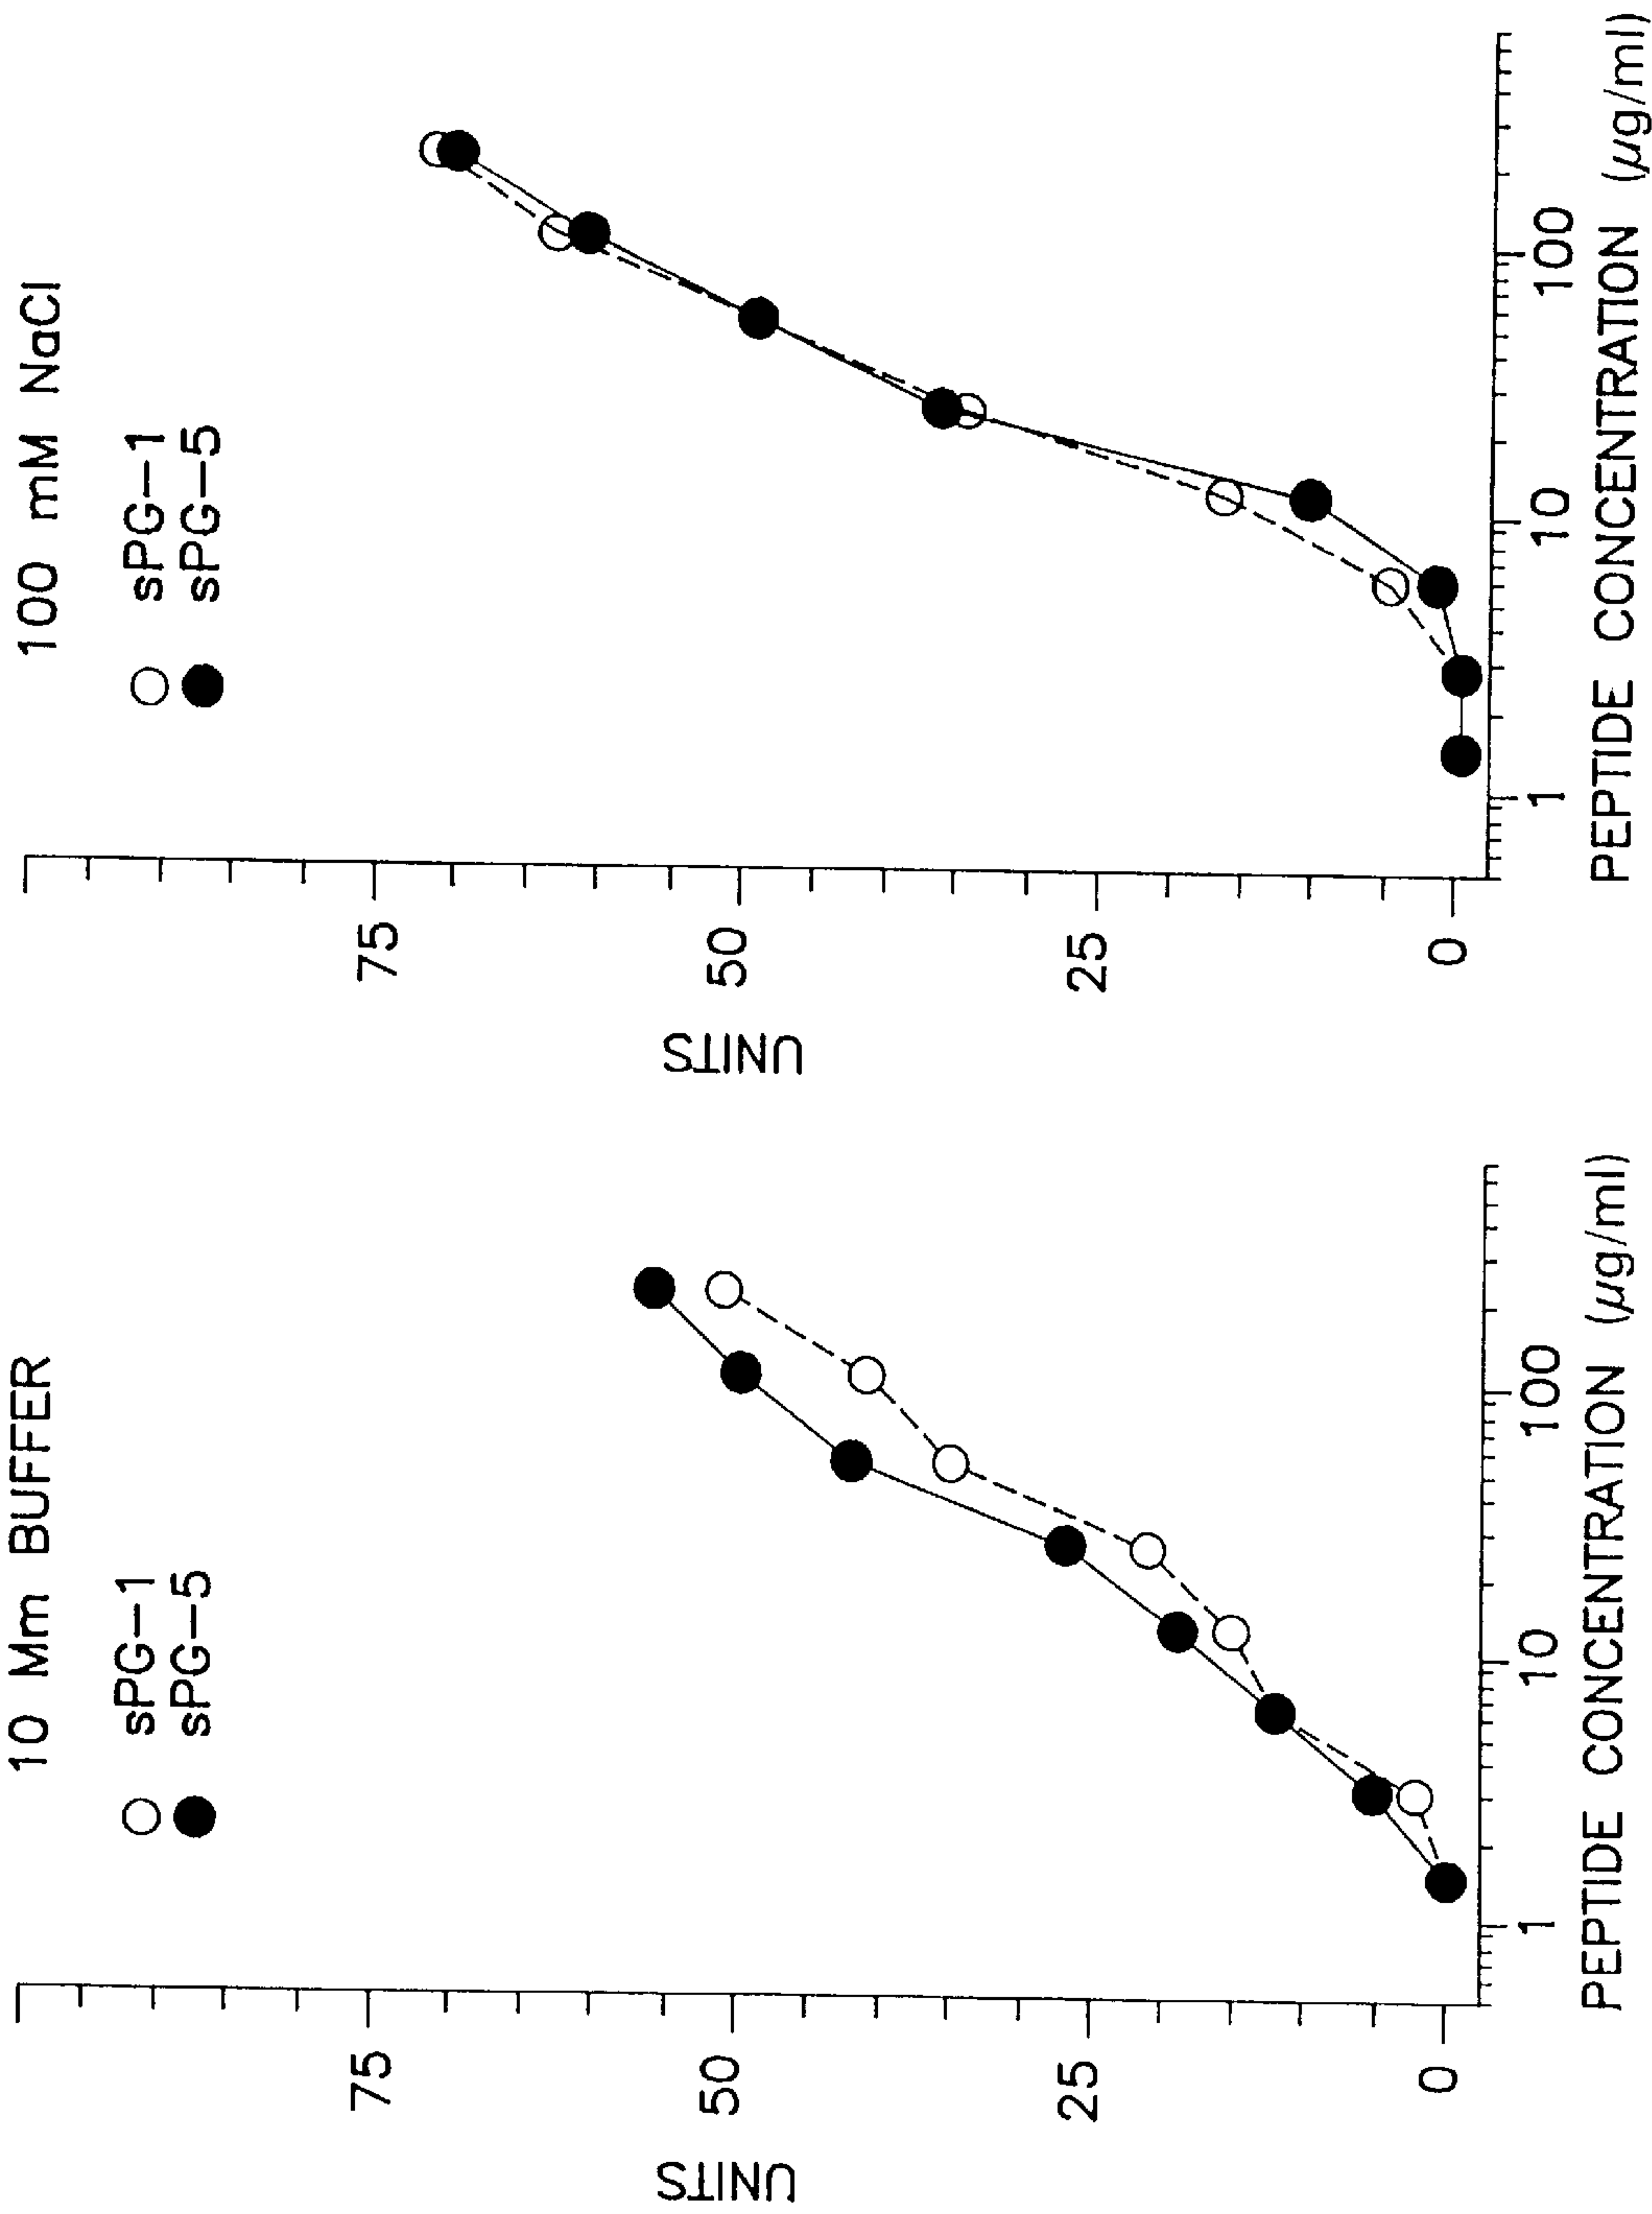 10 Mm BUFFER
sPG-1
sPG-5
UNITS
75
50
25
0
1
10
100
PEPTIDE CONCENTRATION (µg/ml)
100 mM NaCl
sPG-1
sPG-5
UNITS
75
50
25
0
1
10
100
PEPTIDE CONCENTRATION (µg/ml)